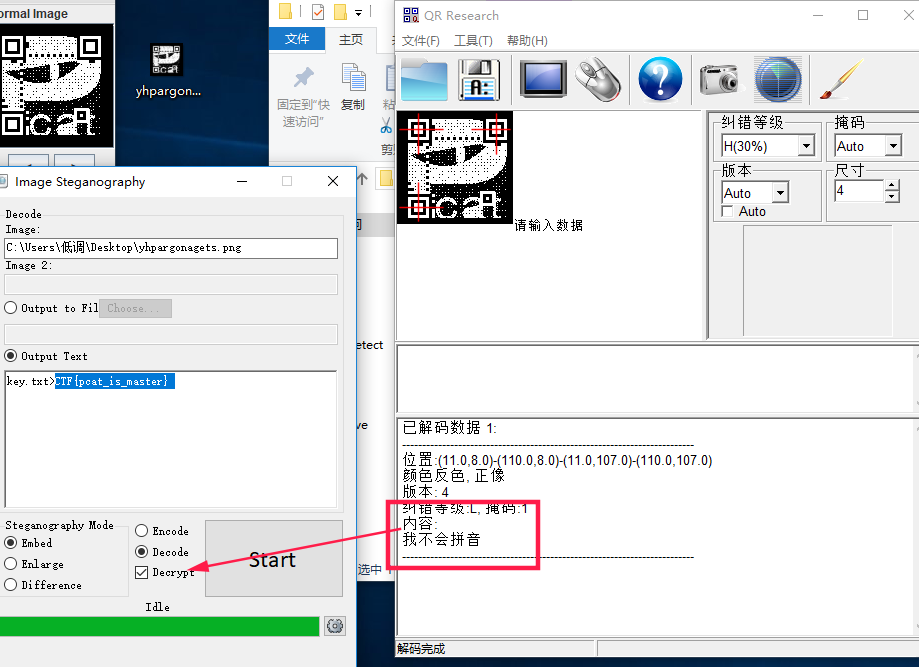 ormal Image
yhpargon...
文件
主页
固定到"快
速访问"
复制
粘
剪
Image Steganography
Decode
Image:
C:\Users\低调\Desktop\yhpargonagets.png
Image 2:
Output to Fil
Choose...
Output Text
key.txt>CTF{pcat_is_master}
Steganography Mode
Embed
Enlarge
Difference
Encode
Decode
Decrypt
Start
Idle
etect
ve
选中
QR Research
文件(F) 工具(T) 帮助(H)
cat
请输入数据
纠错等级
H(30%)
掩码
Auto
版本
Auto
Auto
尺寸
4
已解码数据 1:
位置:(11.0,8.0)-(110.0,8.0)-(11.0,107.0)-(110.0,107.0)
颜色反色, 正像
版本: 4
纠错等级:L, 掩码:1
内容:
我不会拼音
解码完成